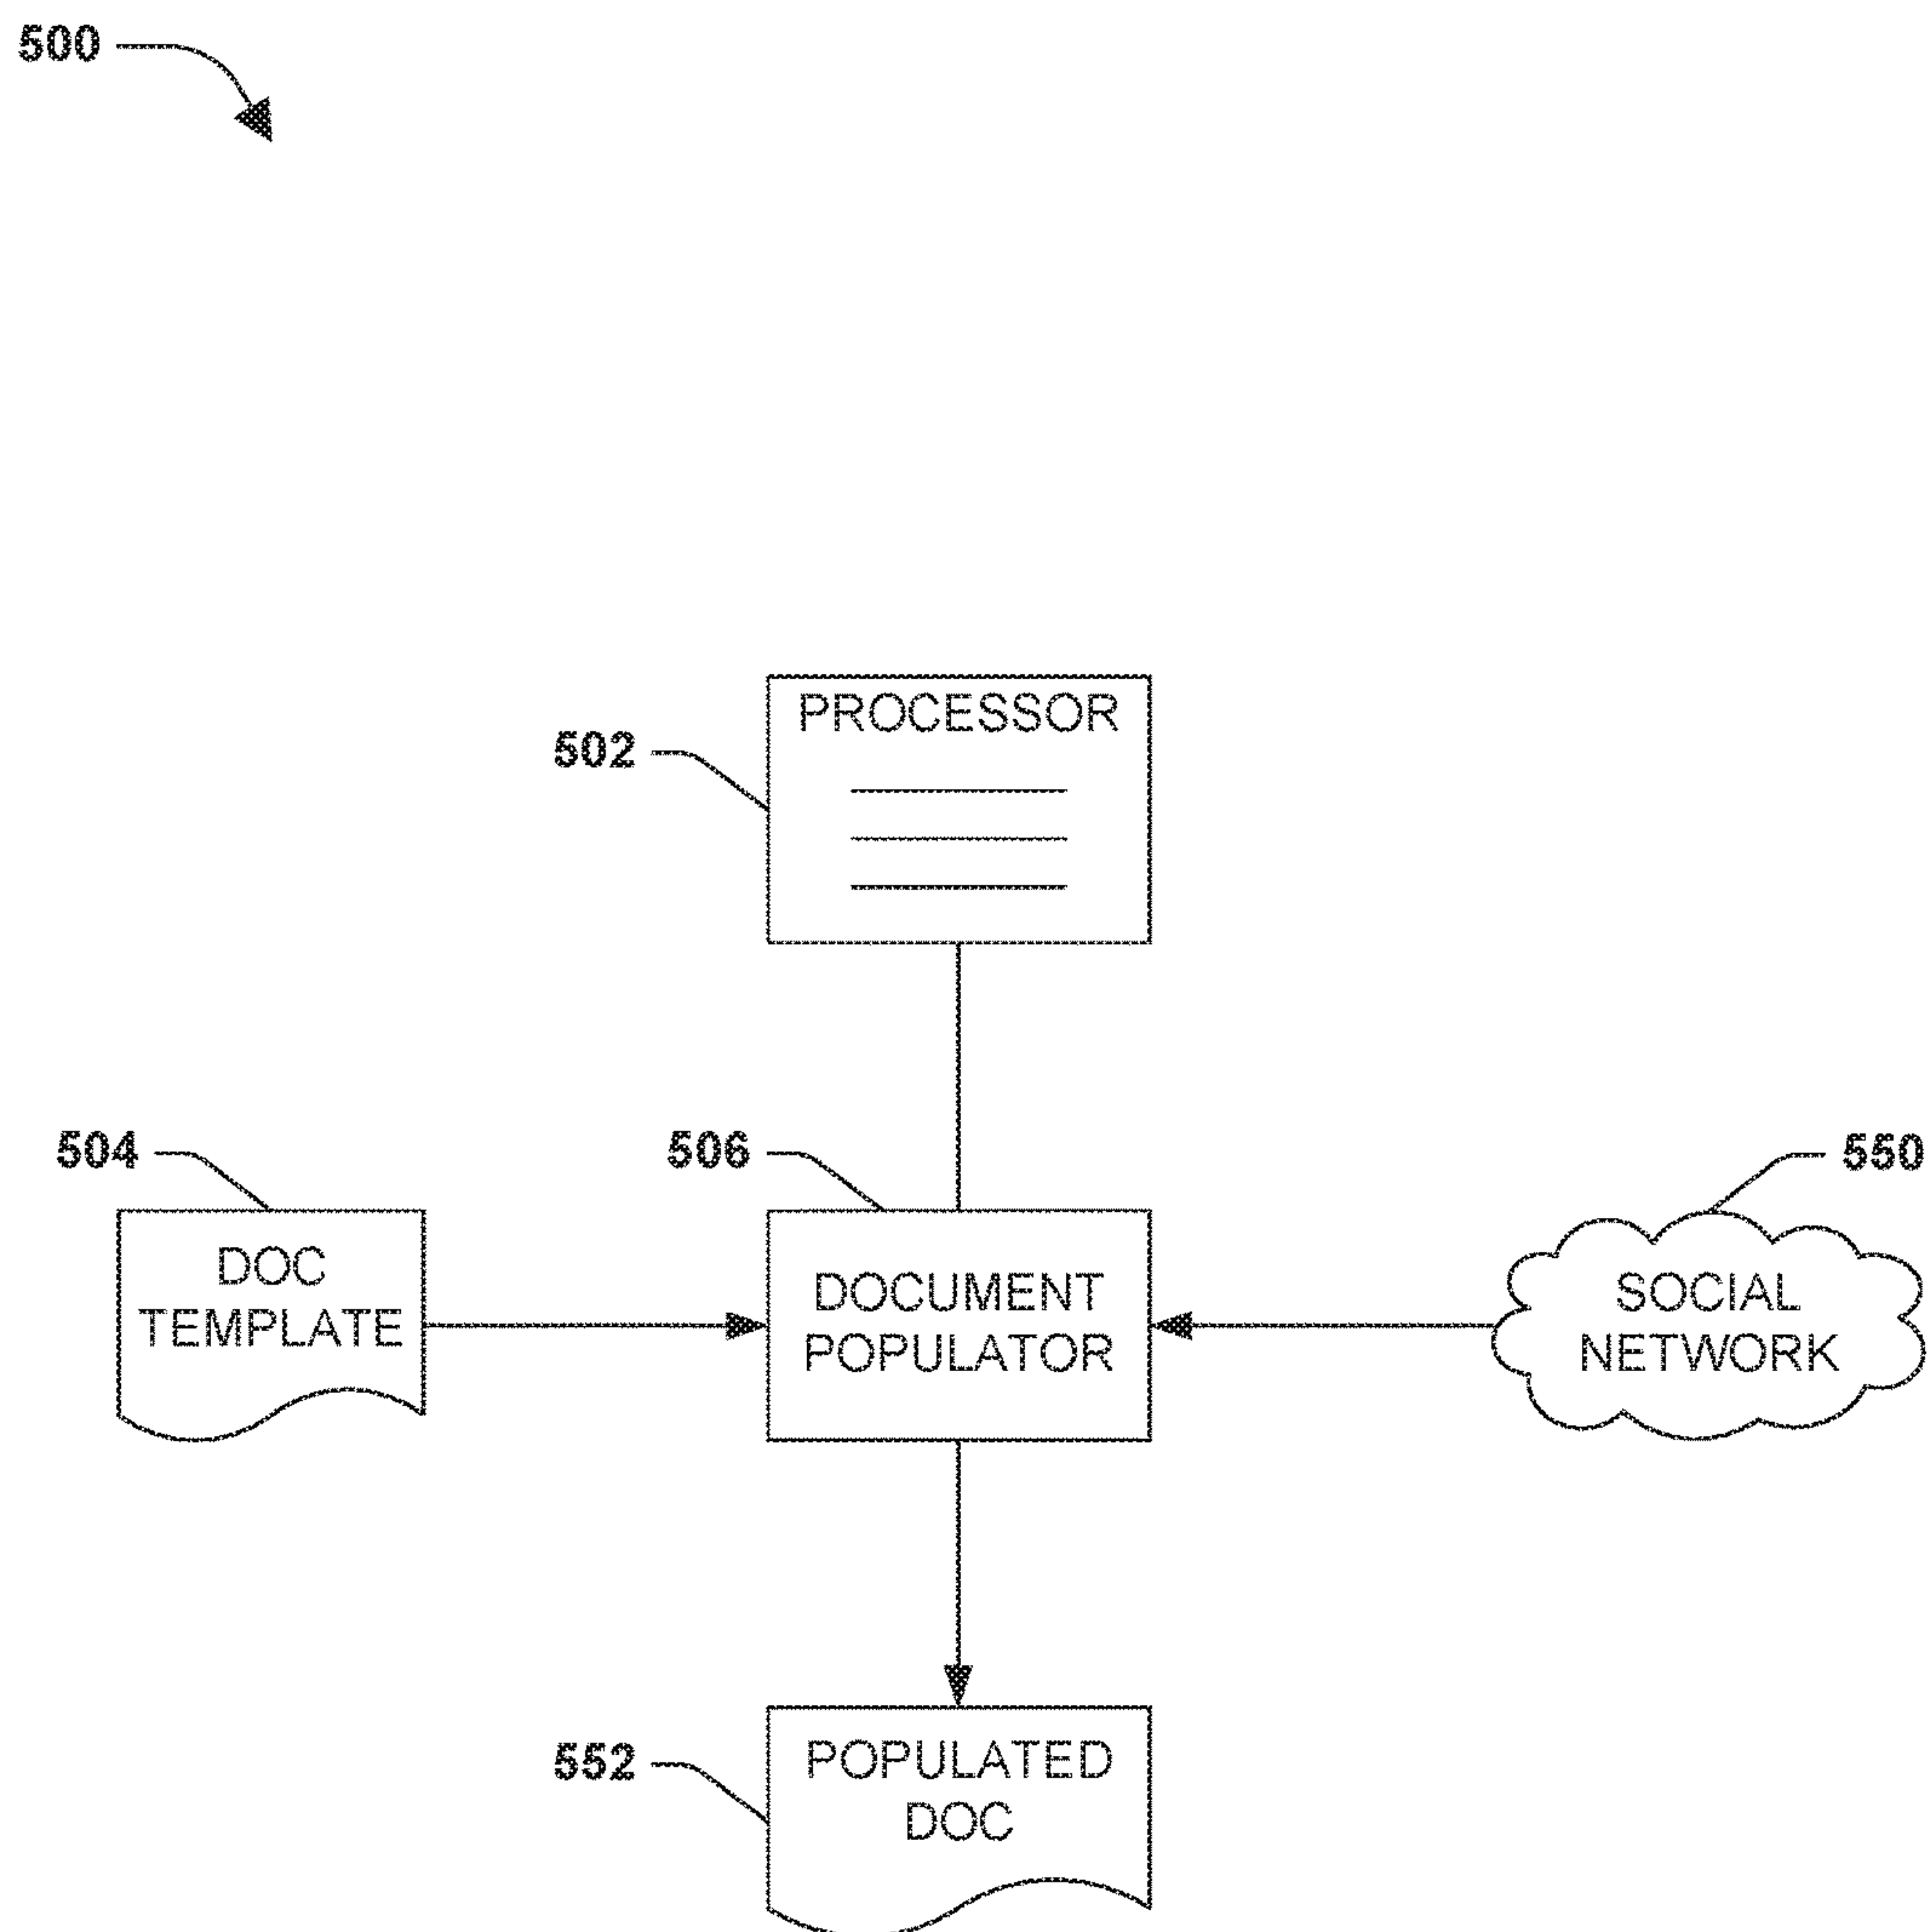 500
PROCESSOR
502
504
506
550
DOC
TEMPLATE
DOCUMENT
POPULATOR
SOCIAL
NETWORK
552
POPULATED
DOC